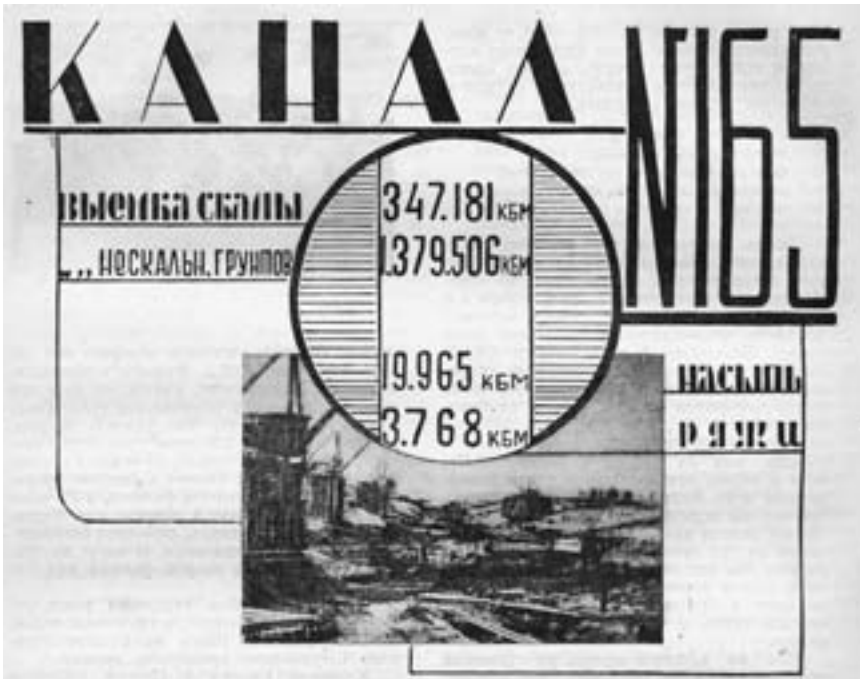 КАНАЛ N165
выемка скалы 347.181 КБМ
„ ,, НЕСКАЛЬН. ГРУНТОВ 1.379.506 КБМ
19.965 КБМ насыпь
3.768 КБМ ряжи